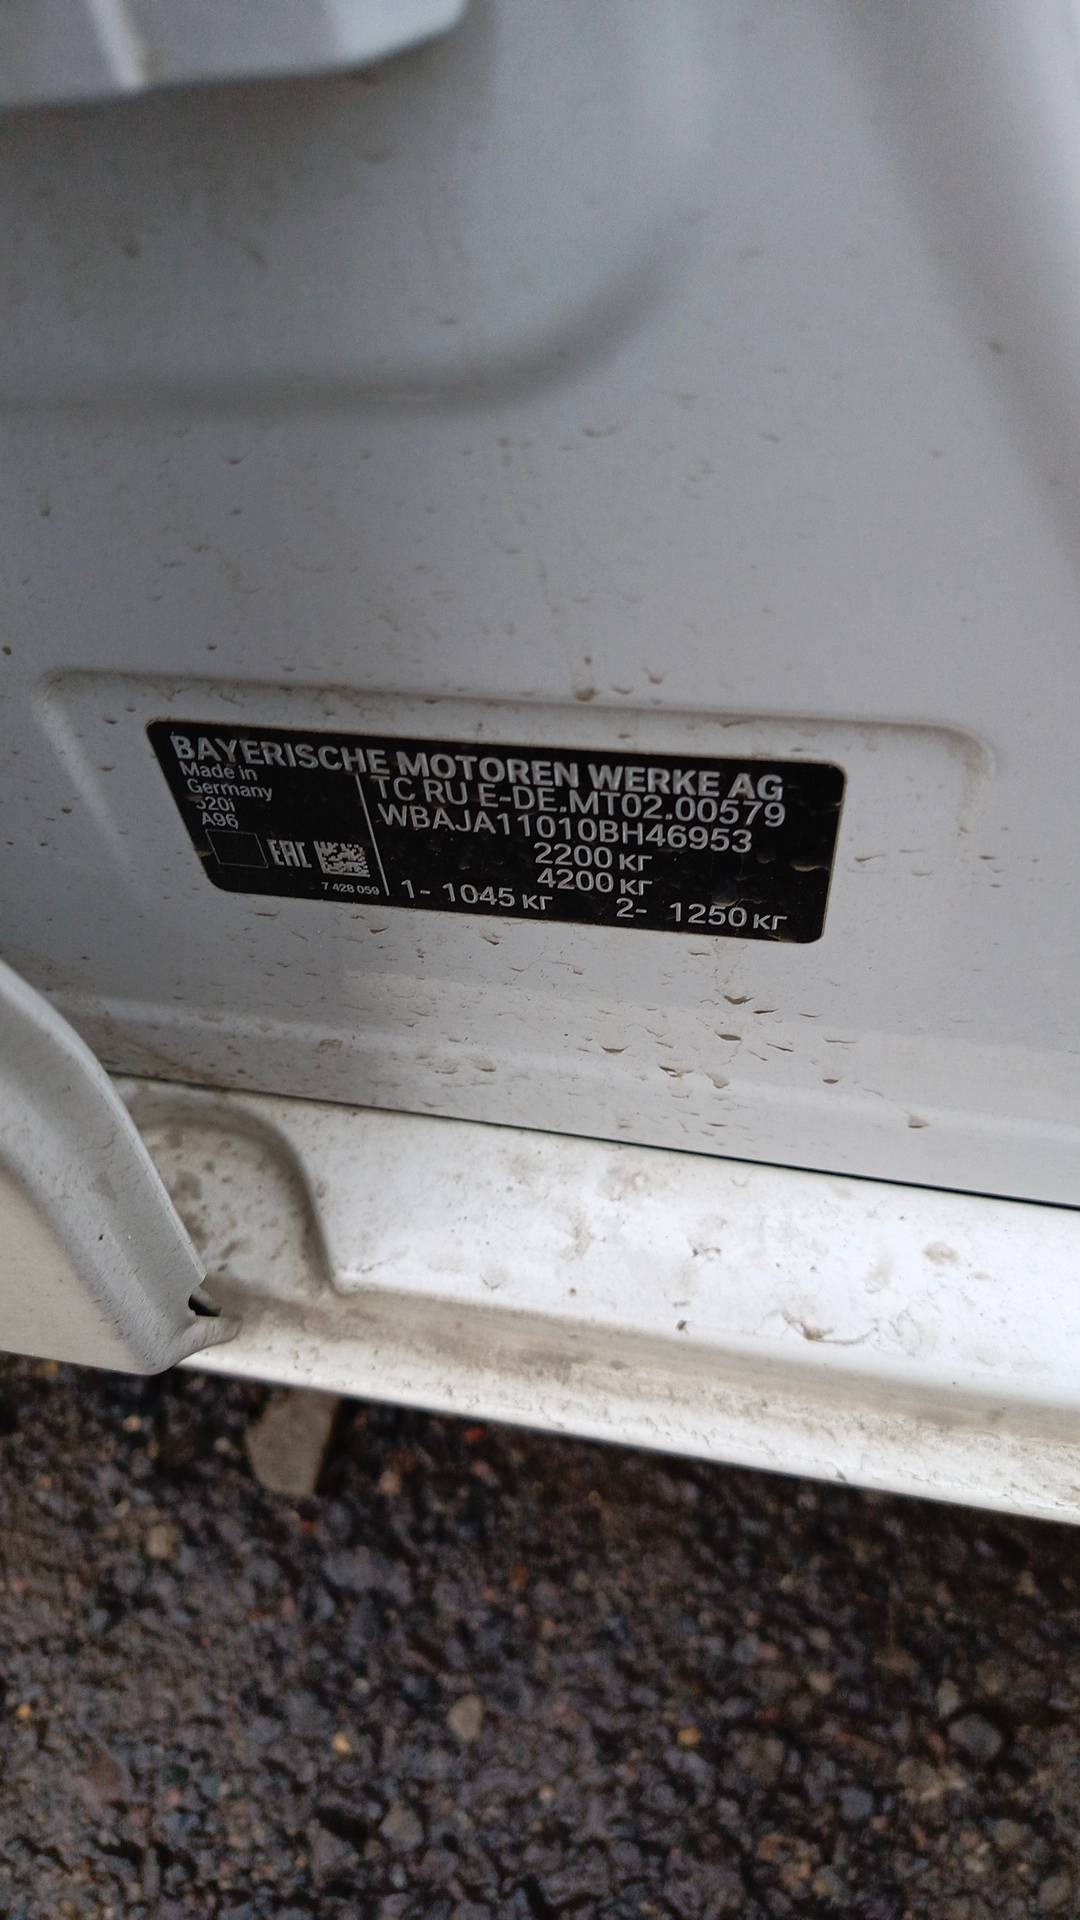 BAYERISCHE MOTOREN WERKE AG
Made in
Germany
520i
A96
EAC
7 428 059
TC RU E-DE.MT02.00579
WBAJA11010BH46953
2200 кг
4200 кг
1- 1045 кг 2- 1250 кг